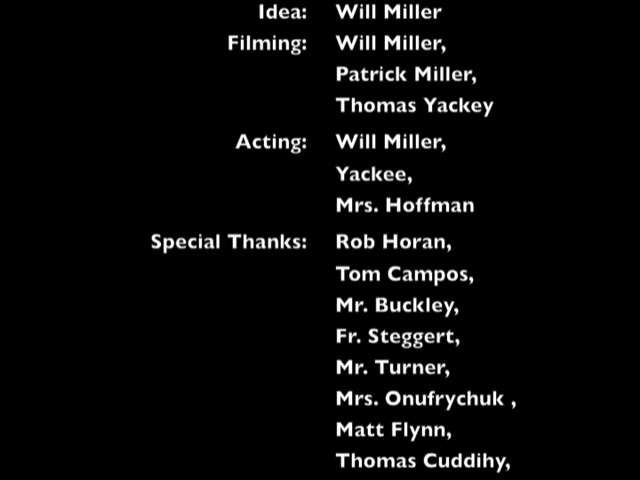 Idea: Will Miller
Filming: Will Miller,
Patrick Miller,
Thomas Yackey
Acting: Will Miller,
Yackee,
Mrs. Hoffman
Special Thanks: Rob Horan,
Tom Campos,
Mr. Buckley,
Fr. Steggert,
Mr. Turner,
Mrs. Onufrychuk ,
Matt Flynn,
Thomas Cuddihy,